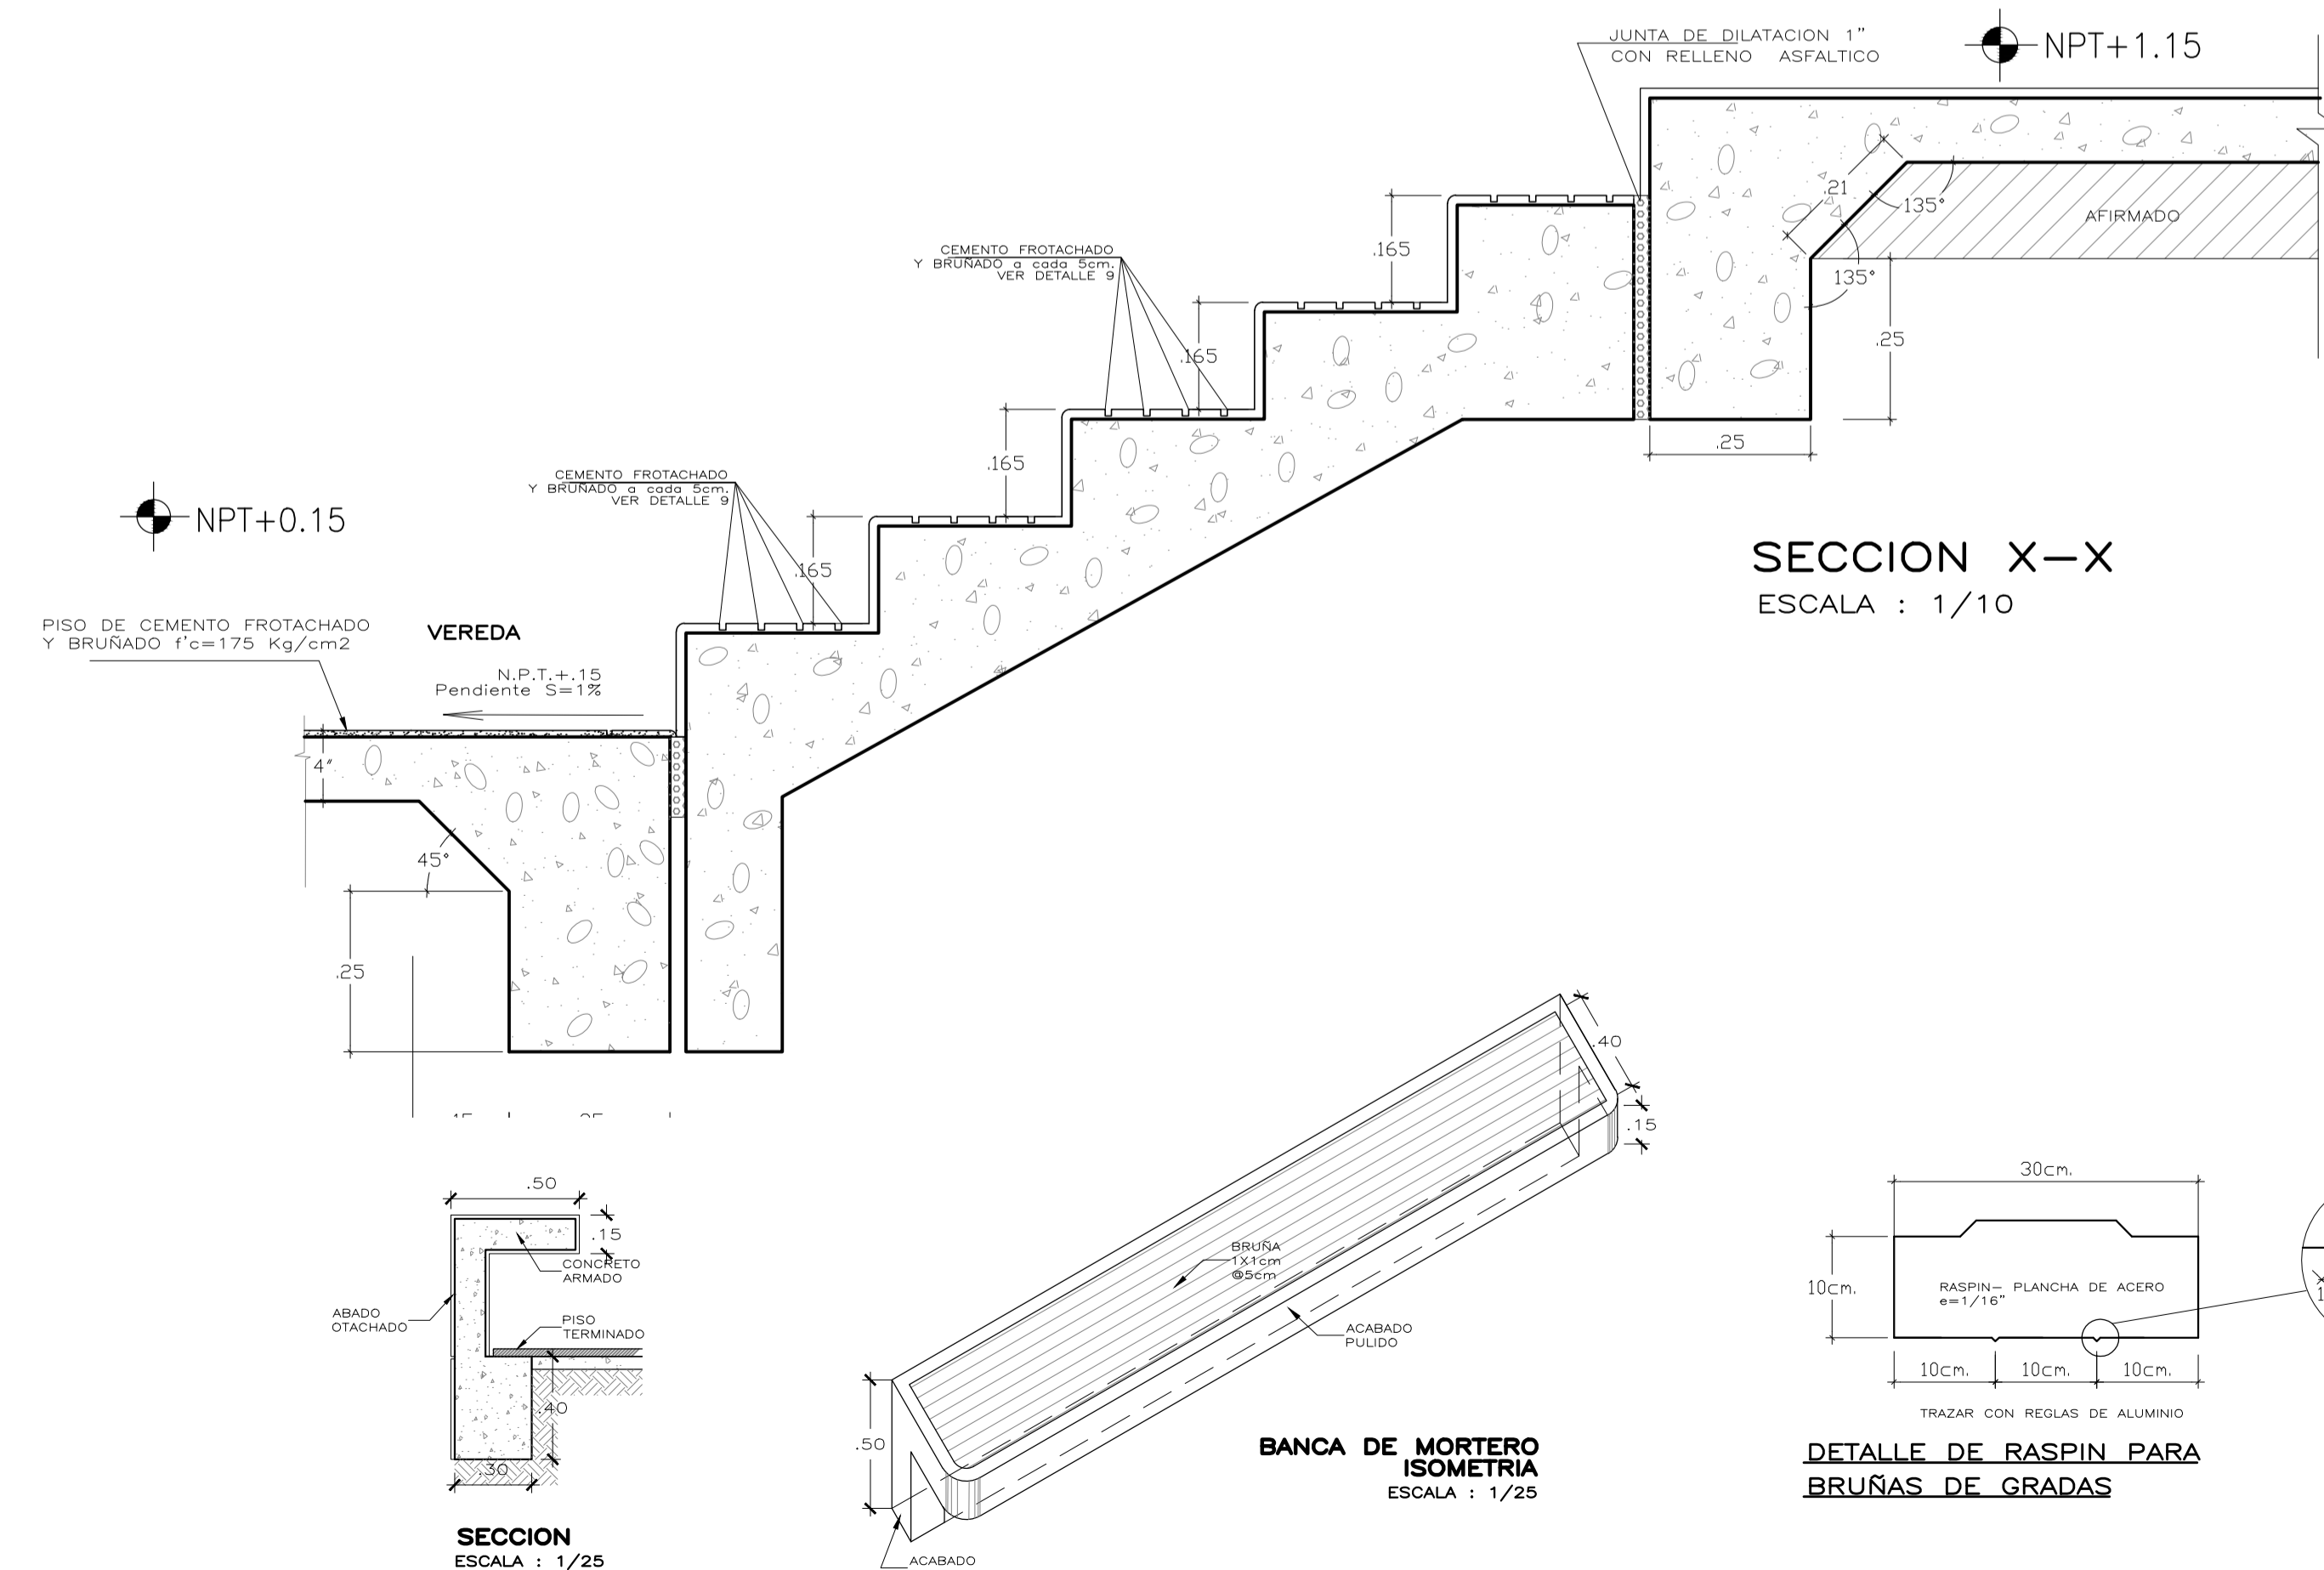 JUNTA DE DILATACION 1”
CON RELLENO ASFALTICO
NPT+1.15
.21
135°
AFIRMADO
135°
.25
.25
.165
CEMENTO FROTACHADO
Y BRUÑADO a cada 5cm.
VER DETALLE 9
.165
.165
CEMENTO FROTACHADO
Y BRUÑADO a cada 5cm.
VER DETALLE 9
.165
NPT+0.15
SECCION X-X
ESCALA : 1/10
PISO DE CEMENTO FROTACHADO
Y BRUÑADO f'c=175 Kg/cm2
VEREDA
N.P.T.+.15
Pendiente S=1%
4"
45°
.25
.40
.15
BRUÑA
1X1cm
@5cm
ACABADO
PULIDO
.50
ACABADO
BANCA DE MORTERO
ISOMETRIA
ESCALA : 1/25
.50
.15
CONCRETO
ARMADO
ABADO
OTACHADO
PISO
TERMINADO
.40
.30
SECCION
ESCALA : 1/25
30cm.
10cm.
RASPIN- PLANCHA DE ACERO
e=1/16”
10cm. 10cm. 10cm.
TRAZAR CON REGLAS DE ALUMINIO
DETALLE DE RASPIN PARA
BRUÑAS DE GRADAS